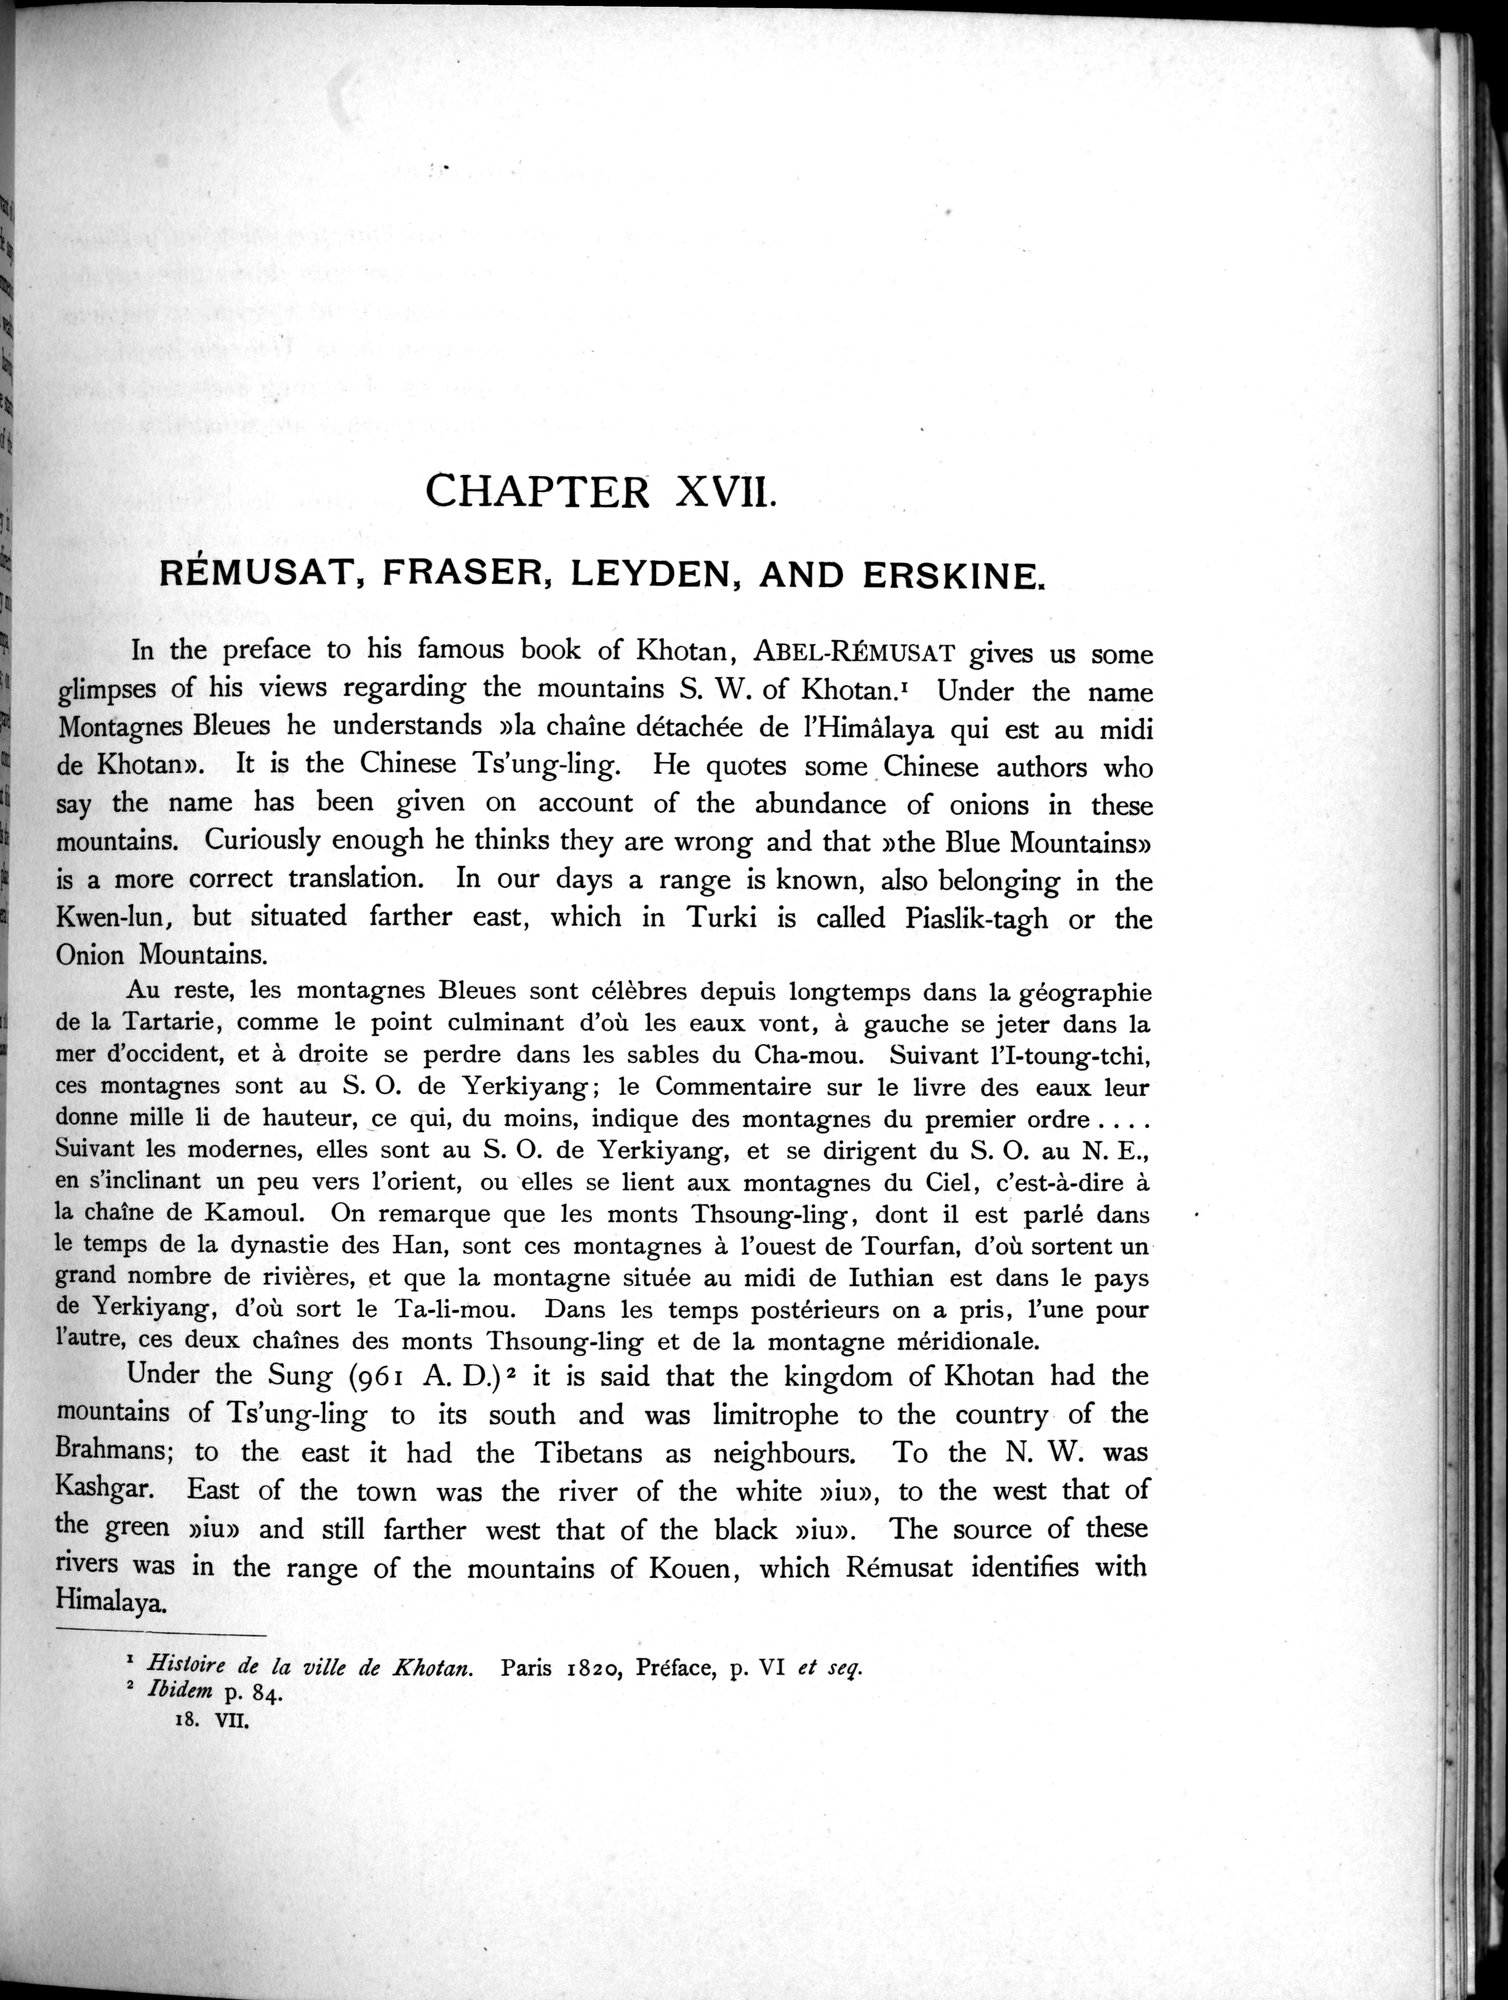 CHAPTER XVII.
RÉMUSAT, FRASER, LEYDEN, AND ERSKINE.
In the preface to his famous book of Khotan, ABEL-RÉMUSAT gives us some
glimpses of his views regarding the mountains S. W. of Khotan.¹ Under the name
Montagnes Bleues he understands »la chaîne détachée de l'Himâlaya qui est au midi
de Khotan». It is the Chinese Ts'ung-ling. He quotes some Chinese authors who
say the name has been given on account of the abundance of onions in these
mountains. Curiously enough he thinks they are wrong and that »the Blue Mountains»
is a more correct translation. In our days a range is known, also belonging in the
Kwen-lun, but situated farther east, which in Turki is called Piaslik-tagh or the
Onion Mountains.
Au reste, les montagnes Bleues sont célèbres depuis longtemps dans la géographie
de la Tartarie, comme le point culminant d'où les eaux vont, à gauche se jeter dans la
mer d'occident, et à droite se perdre dans les sables du Cha-mou. Suivant l'I-toung-tchi,
ces montagnes sont au S. O. de Yerkiyang; le Commentaire sur le livre des eaux leur
donne mille li de hauteur, ce qui, du moins, indique des montagnes du premier ordre . . . .
Suivant les modernes, elles sont au S. O. de Yerkiyang, et se dirigent du S. O. au N. E.,
en s'inclinant un peu vers l'orient, ou elles se lient aux montagnes du Ciel, c'est-à-dire à
la chaîne de Kamoul. On remarque que les monts Thsoung-ling, dont il est parlé dans
le temps de la dynastie des Han, sont ces montagnes à l'ouest de Tourfan, d'où sortent un
grand nombre de rivières, et que la montagne située au midi de Iuthian est dans le pays
de Yerkiyang, d'où sort le Ta-li-mou. Dans les temps postérieurs on a pris, l'une pour
l'autre, ces deux chaînes des monts Thsoung-ling et de la montagne méridionale.
Under the Sung (961 A. D.)² it is said that the kingdom of Khotan had the
mountains of Ts'ung-ling to its south and was limitrophe to the country of the
Brahmans; to the east it had the Tibetans as neighbours. To the N. W. was
Kashgar. East of the town was the river of the white »iu», to the west that of
the green »iu» and still farther west that of the black »iu». The source of these
rivers was in the range of the mountains of Kouen, which Rémusat identifies with
Himalaya.
¹ Histoire de la ville de Khotan. Paris 1820, Préface, p. VI et seq.
² Ibidem p. 84.
18. VII.